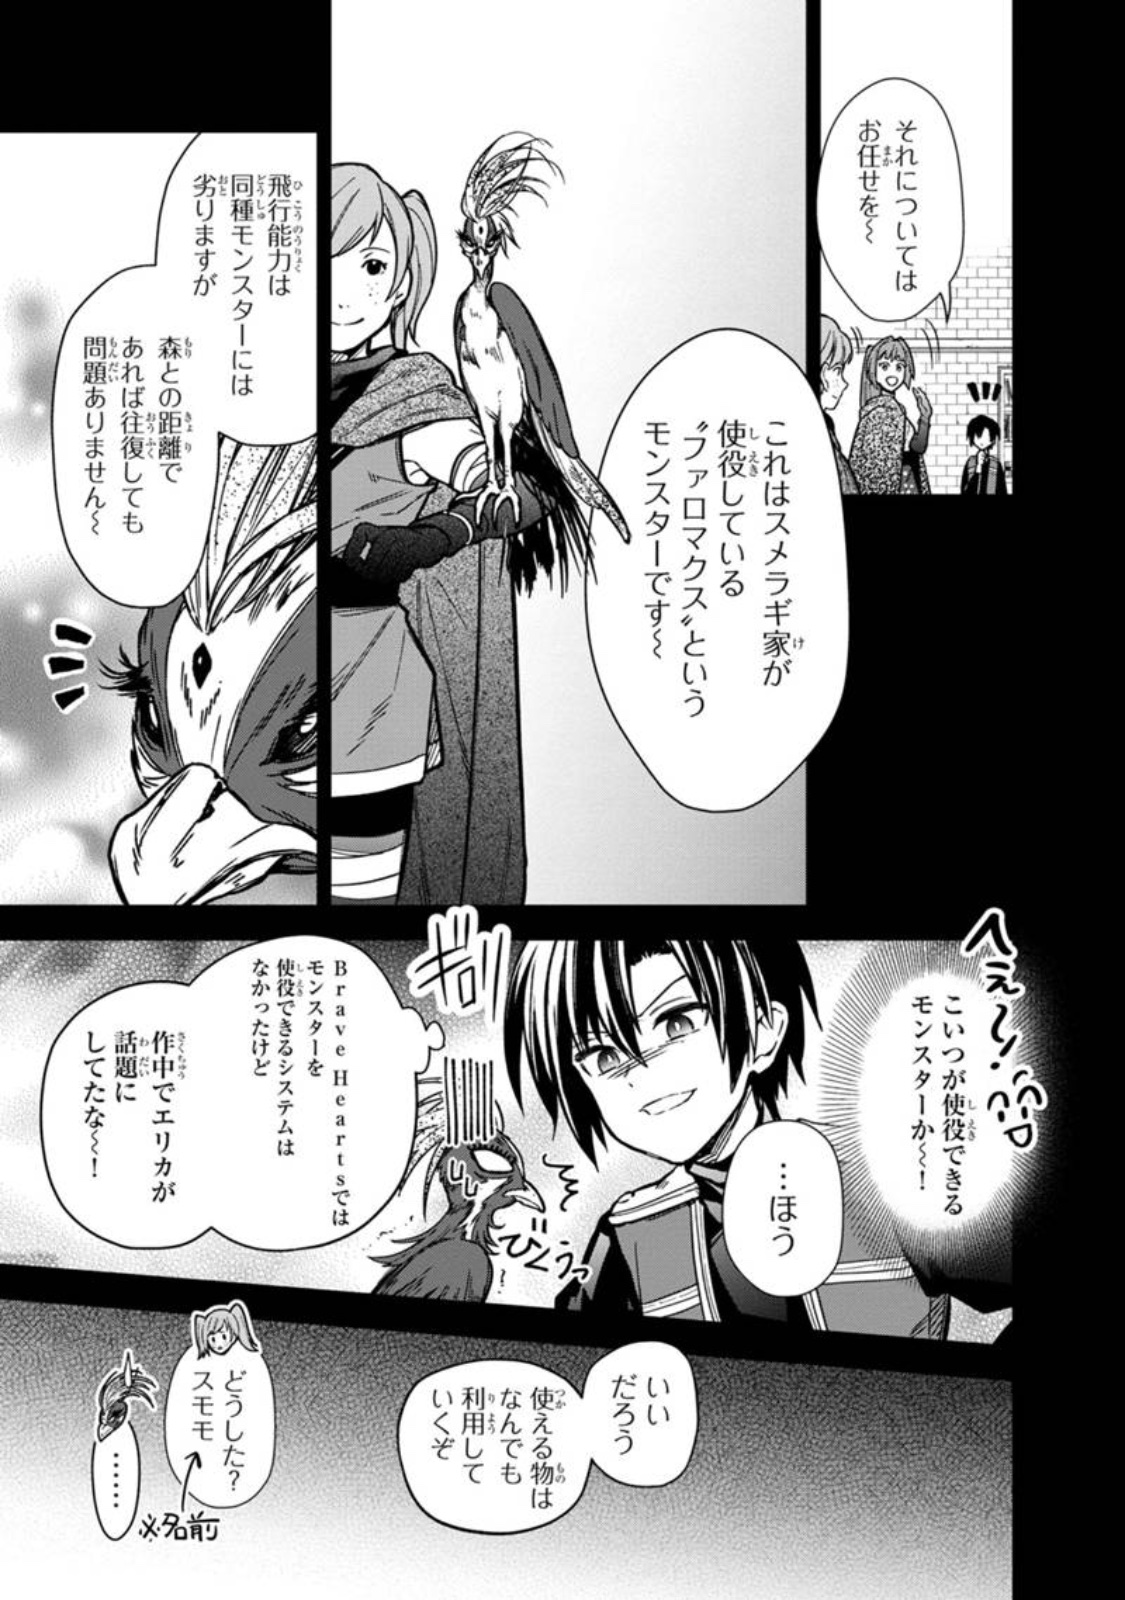 それについては
お任せを〜
これはスメラギ家が
使役している
〝ファロマクス〟という
モンスターです〜
飛行能力は
同種モンスターには
劣りますが
森との距離で
あれば往復しても
問題ありません〜
へぇ〜
こいつが使役できる
モンスターか〜！
…ほう
ギロ
びくぅっ
Brave Heartsでは
モンスターを
使役できるシステムは
なかったけど
作中でエリカが
話題に
してたな〜！
いい
だろう
使える物は
なんでも
利用して
いくぞ
どうした？
スモモ
※名前
……